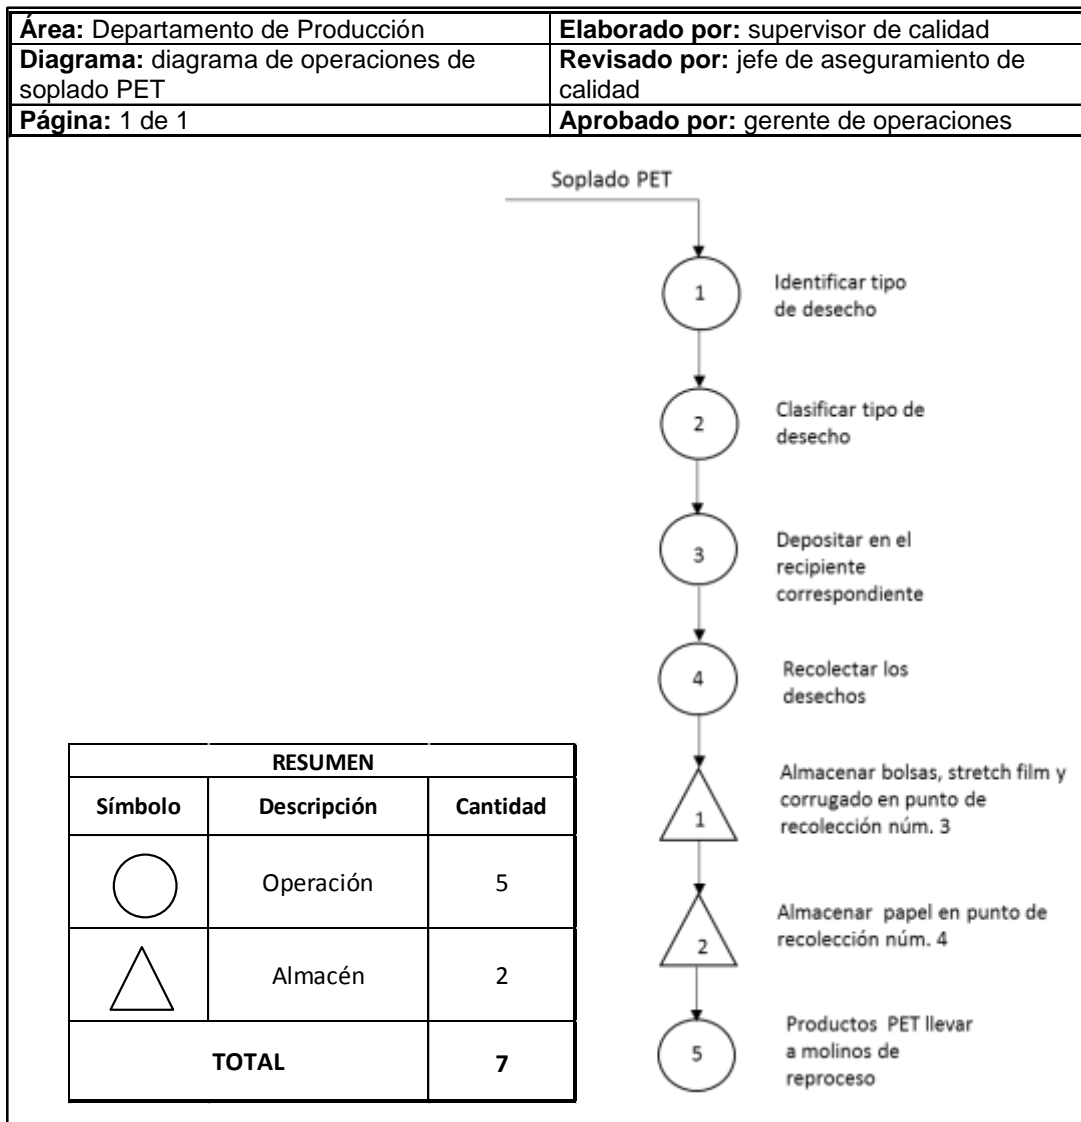 Área: Departamento de Producción
Elaborado por: supervisor de calidad
Diagrama: diagrama de operaciones de
soplado PET
Revisado por: jefe de aseguramiento de
calidad
Página: 1 de 1
Aprobado por: gerente de operaciones
Soplado PET
1
Identificar tipo
de desecho
2
Clasificar tipo de
desecho
3
Depositar en el
recipiente
correspondiente
4
Recolectar los
desechos
1
Almacenar bolsas, stretch film y
corrugado en punto de
recolección núm. 3
2
Almacenar papel en punto de
recolección núm. 4
5
Productos PET llevar
a molinos de
reproceso
RESUMEN
Símbolo Descripción Cantidad
Operación 5
Almacén 2
TOTAL 7